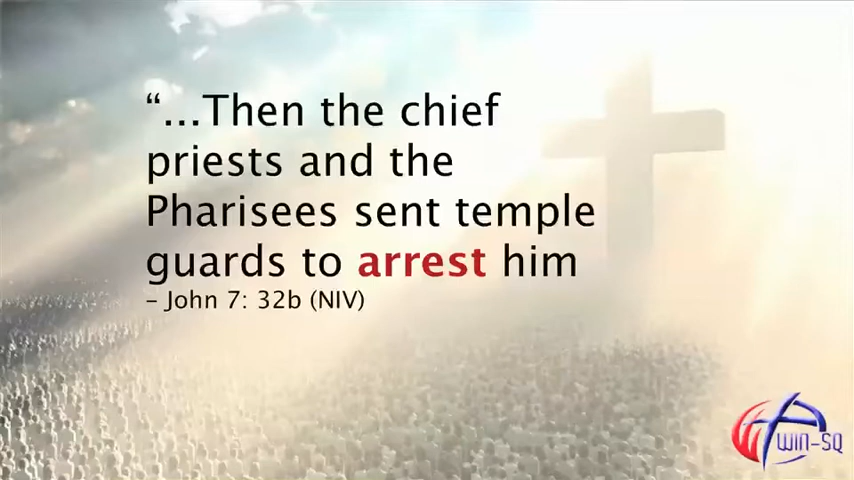 “...Then the chief
priests and the
Pharisees sent temple
guards to arrest him
– John 7: 32b (NIV)
WIN-SQ